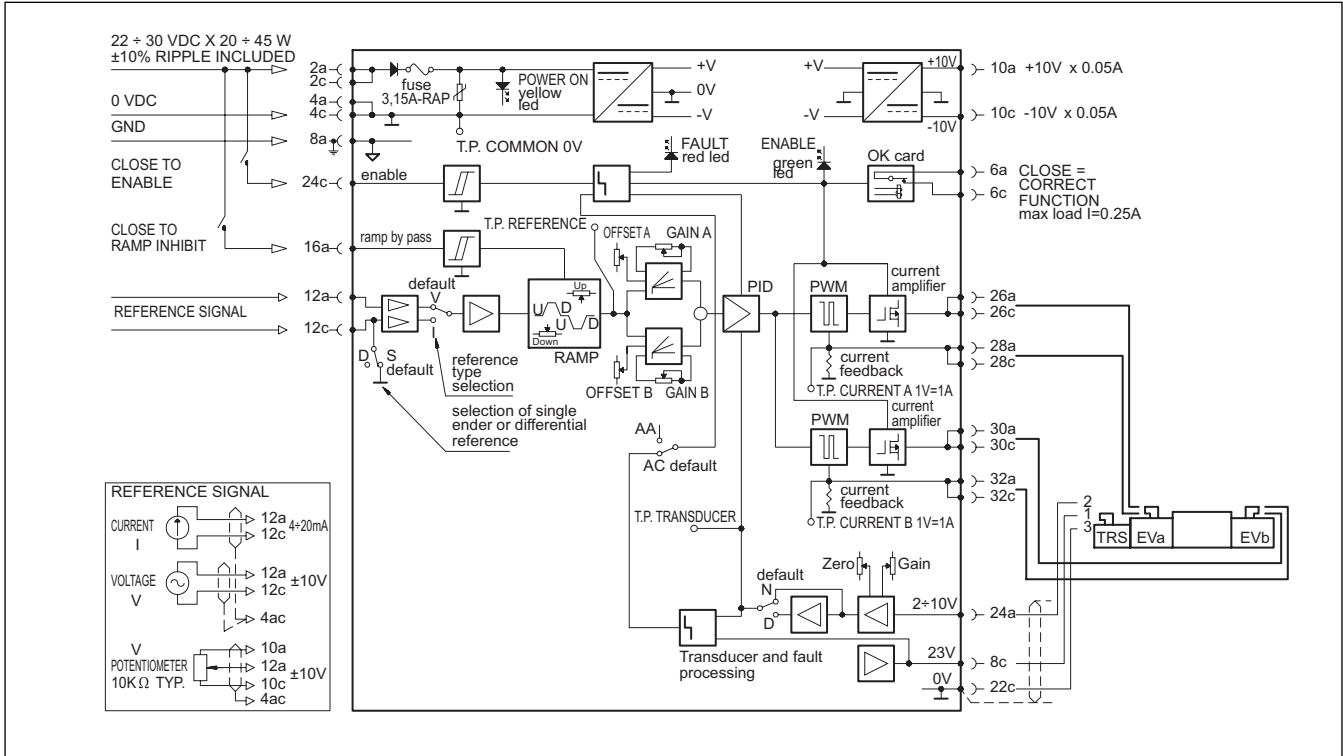 22 ÷ 30 VDC X 20 ÷ 45 W
±10% RIPPLE INCLUDED
0 VDC
GND
CLOSE TO
ENABLE
CLOSE TO
RAMP INHIBIT
REFERENCE SIGNAL
2a
2c
4a
4c
8a
24c
16a
12a
12c
fuse
3,15A-RAP
POWER ON
yellow
led
T.P. COMMON 0V
+V
0V
-V
+V
-V
+10V
-10V
10a +10V x 0.05A
10c -10V x 0.05A
enable
FAULT
red led
ENABLE
green
led
OK card
6a
6c
CLOSE =
CORRECT
FUNCTION
max load I=0.25A
ramp by pass
T.P. REFERENCE
OFFSET A
GAIN A
default
V
I
D
S
default
reference
type
selection
selection of single
ender or differential
reference
Up
U D
U D
Down
RAMP
OFFSET B
GAIN B
PID
PWM
current
amplifier
26a
26c
28a
28c
current
feedback
T.P. CURRENT A 1V=1A
PWM
current
amplifier
30a
30c
32a
32c
current
feedback
T.P. CURRENT B 1V=1A
AA
AC default
T.P. TRANSDUCER
2
1
3
TRS
EVa
EVb
Zero
Gain
default
N
D
2÷10V
24a
23V
8c
0V
22c
Transducer and fault
processing
REFERENCE SIGNAL
CURRENT
I
12a
12c
4÷20mA
VOLTAGE
V
12a
12c
±10V
4ac
V
POTENTIOMETER
10KΩ TYP.
10a
12a
10c
4ac
±10V